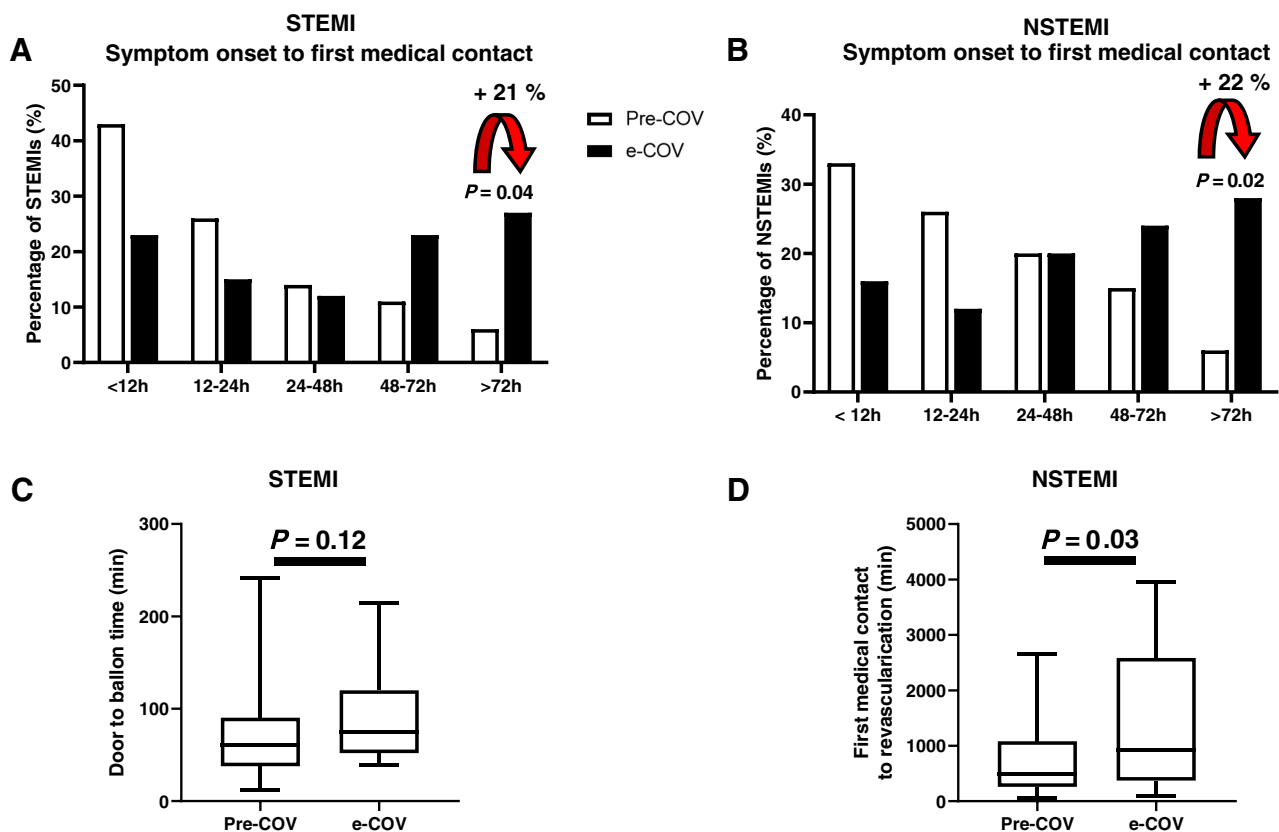 A
STEMI
Symptom onset to first medical contact
Percentage of STEMIs (%)
50
40
30
20
10
0
+ 21 %
P = 0.04
<12h
12-24h
24-48h
48-72h
>72h
Pre-COV
e-COV
B
NSTEMI
Symptom onset to first medical contact
Percentage of NSTEMIs (%)
40
30
20
10
0
+ 22 %
P = 0.02
< 12h
12-24h
24-48h
48-72h
>72h
C
STEMI
Door to ballon time (min)
300
200
100
0
P = 0.12
Pre-COV
e-COV
D
NSTEMI
First medical contact
to revascularication (min)
5000
4000
3000
2000
1000
0
P = 0.03
Pre-COV
e-COV